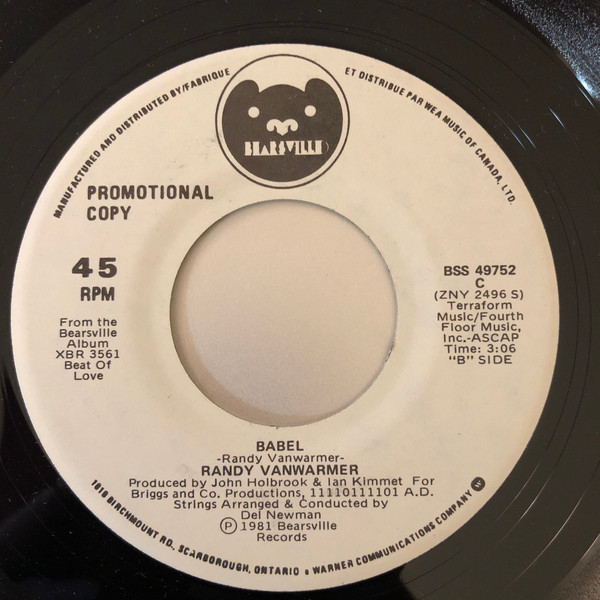 MANUFACTURED AND DISTRIBUTED BY/FABRIQUE ET DISTRIBUE PAR WEA MUSIC OF CANADA, LTD.
BEARSVILLE
PROMOTIONAL
COPY
45
RPM
From the
Bearsville
Album
XBR 3561
Beat Of
Love
BSS 49752
C
(ZNY 2496 S)
Terraform
Music/Fourth
Floor Music,
Inc.-ASCAP
Time: 3:06
"B" SIDE
BABEL
-Randy Vanwarmer-
RANDY VANWARMER
Produced by John Holbrook & Ian Kimmet For
Briggs and Co. Productions, 11110111101 A.D.
Strings Arranged & Conducted by
Del Newman
Ⓟ 1981 Bearsville
Records
1810 BIRCHMOUNT RD. SCARBOROUGH, ONTARIO • WARNER COMMUNICATIONS COMPANY